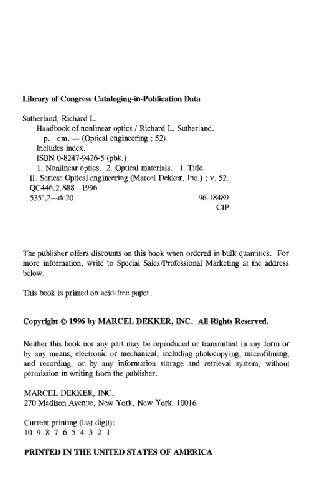 Library of Congress Cataloging-in-Publication Data
Sutherland, Richard L.
Handbook of nonlinear optics / Richard L. Sutherland.
p. cm. — (Optical engineering ; 52)
Includes index.
ISBN 0-8247-9426-5 (pbk.)
1. Nonlinear optics. 2. Optical materials. I. Title.
II. Series: Optical engineering (Marcel Dekker, Inc.) ; v. 52.
QC446.2.S88 1996
535'.2—dc20 96-18489
CIP
The publisher offers discounts on this book when ordered in bulk quantities. For
more information, write to Special Sales/Professional Marketing at the address
below.
This book is printed on acid-free paper.
Copyright © 1996 by MARCEL DEKKER, INC. All Rights Reserved.
Neither this book nor any part may be reproduced or transmitted in any form or
by any means, electronic or mechanical, including photocopying, microfilming,
and recording, or by any information storage and retrieval system, without
permission in writing from the publisher.
MARCEL DEKKER, INC.
270 Madison Avenue, New York, New York 10016
Current printing (last digit):
10 9 8 7 6 5 4 3 2 1
PRINTED IN THE UNITED STATES OF AMERICA